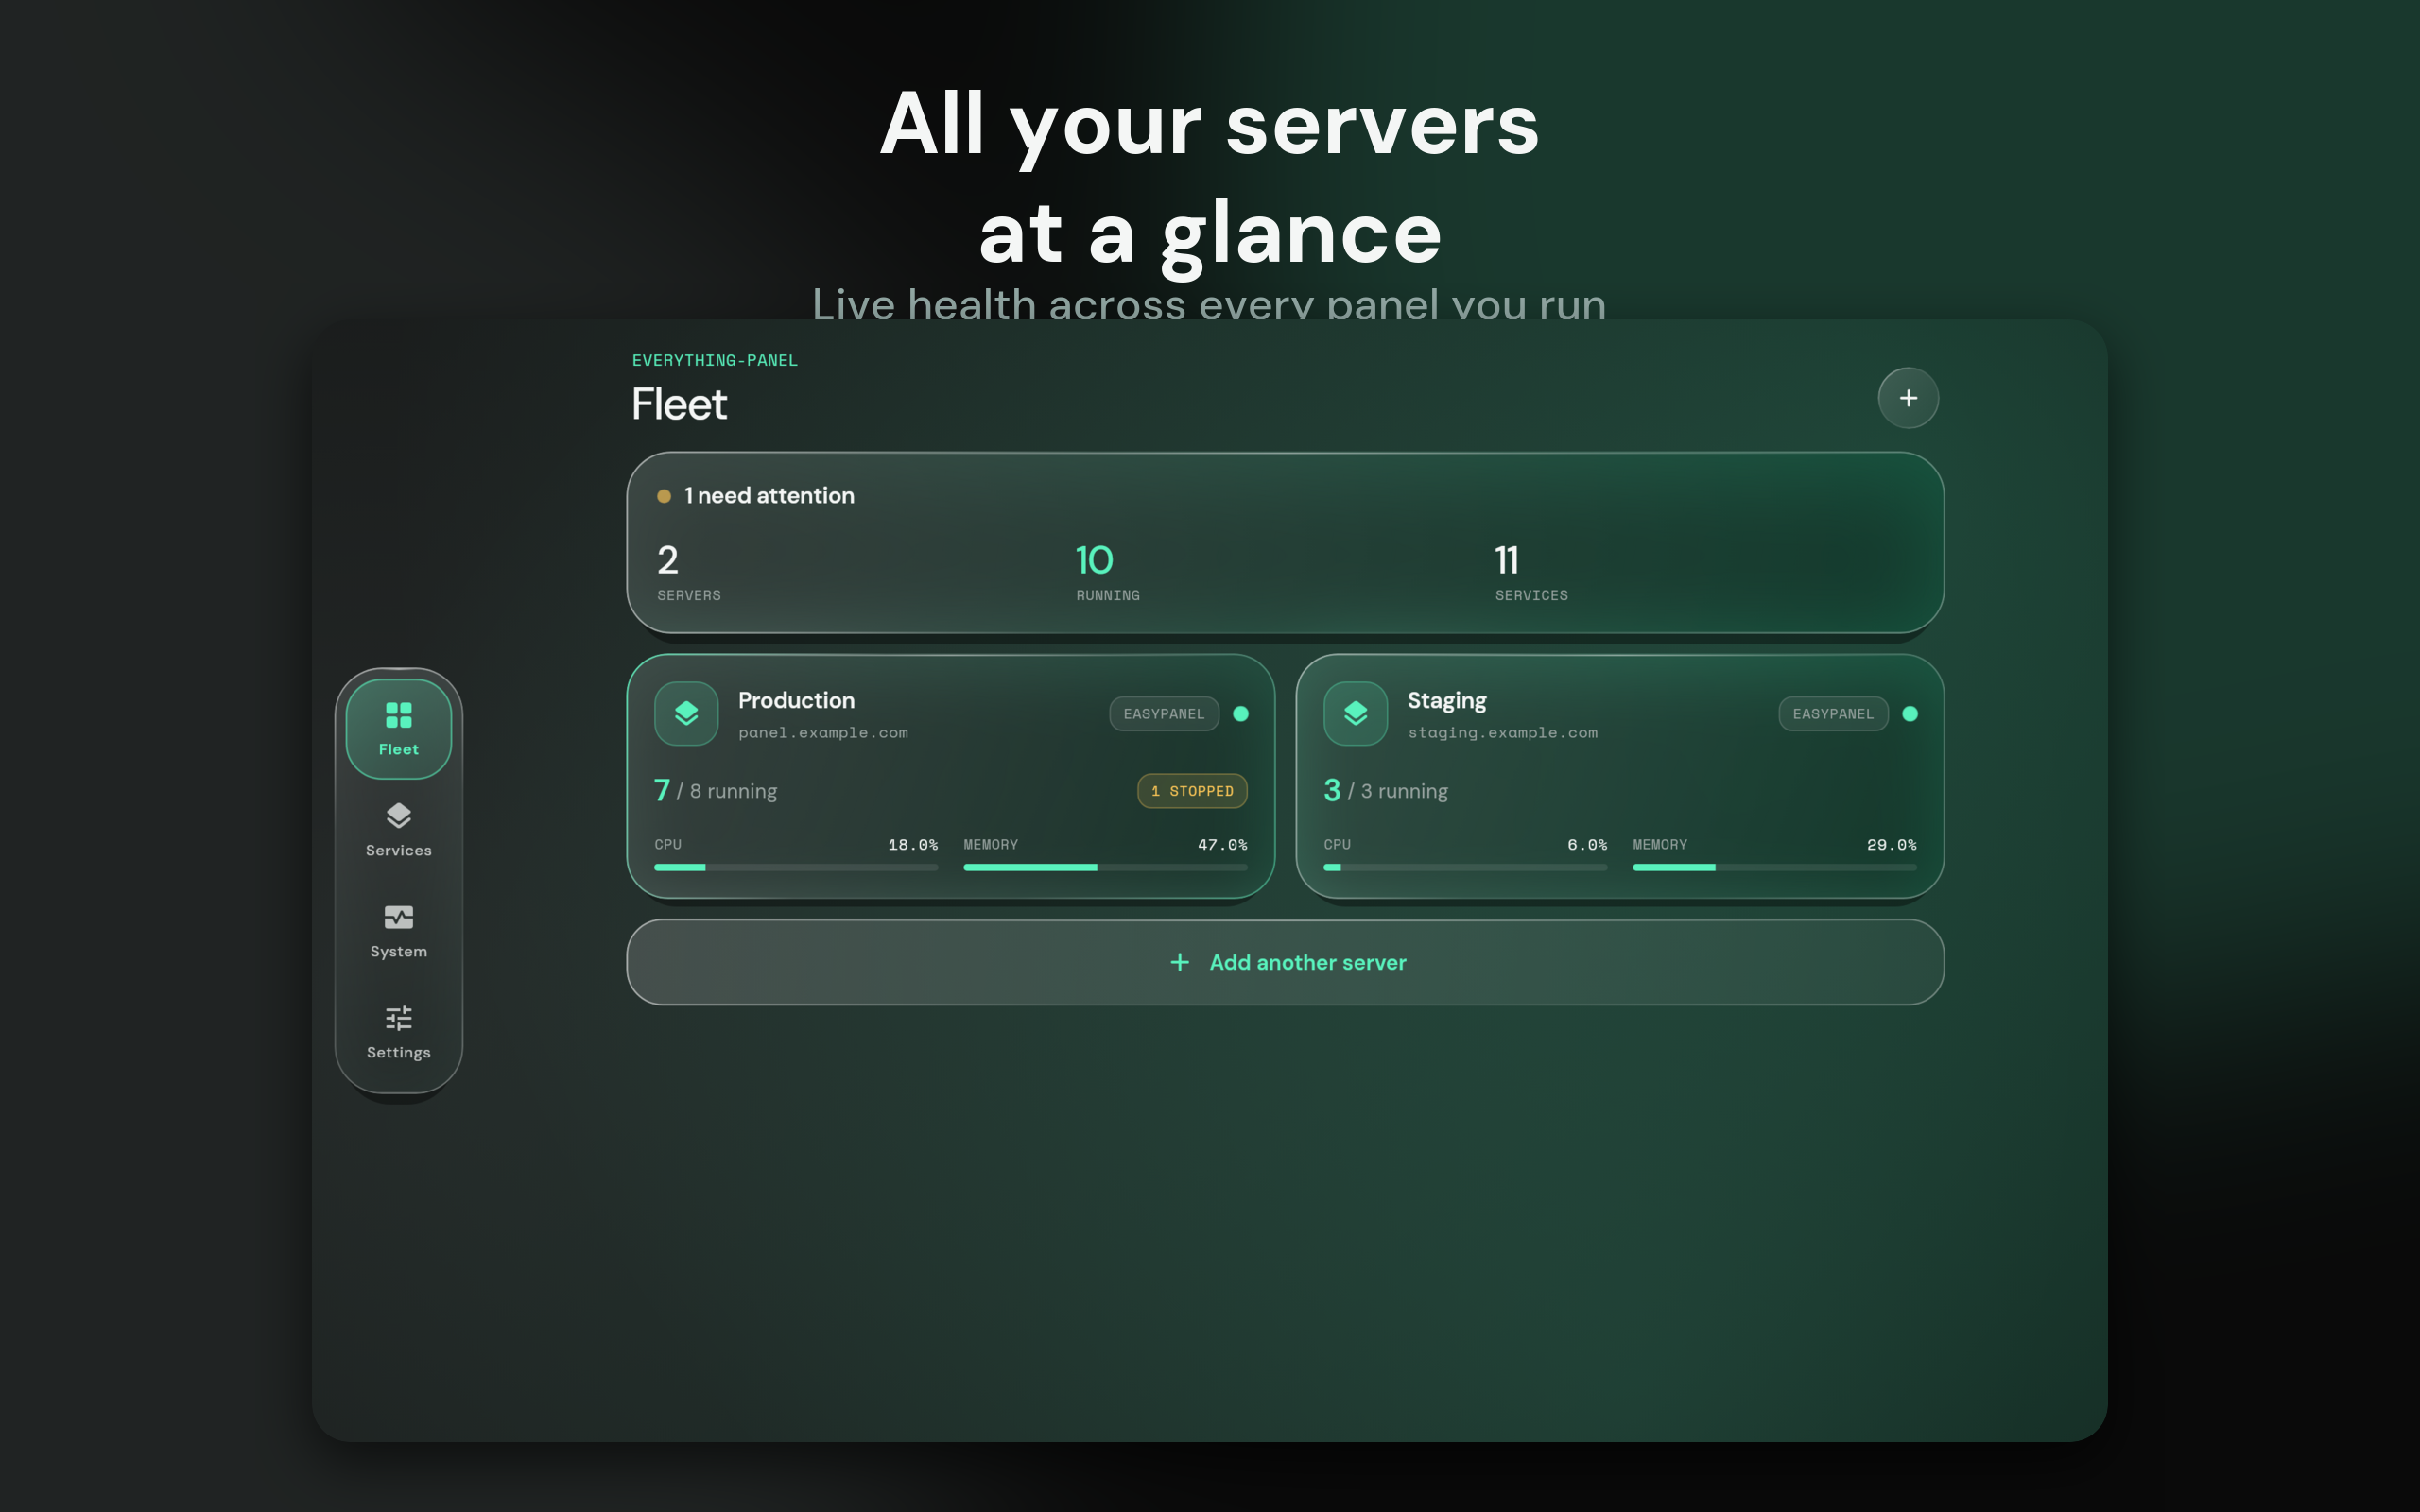 All your servers
at a glance
Live health across every panel you run
EVERYTHING-PANEL
Fleet
1 need attention
2
10
11
SERVERS
RUNNING
SERVICES
Production
panel.example.com
EASYPANEL
7 / 8 running
1 STOPPED
CPU 18.0%
MEMORY 47.0%
Staging
staging.example.com
EASYPANEL
3 / 3 running
CPU 6.0%
MEMORY 29.0%
Add another server
Fleet
Services
System
Settings